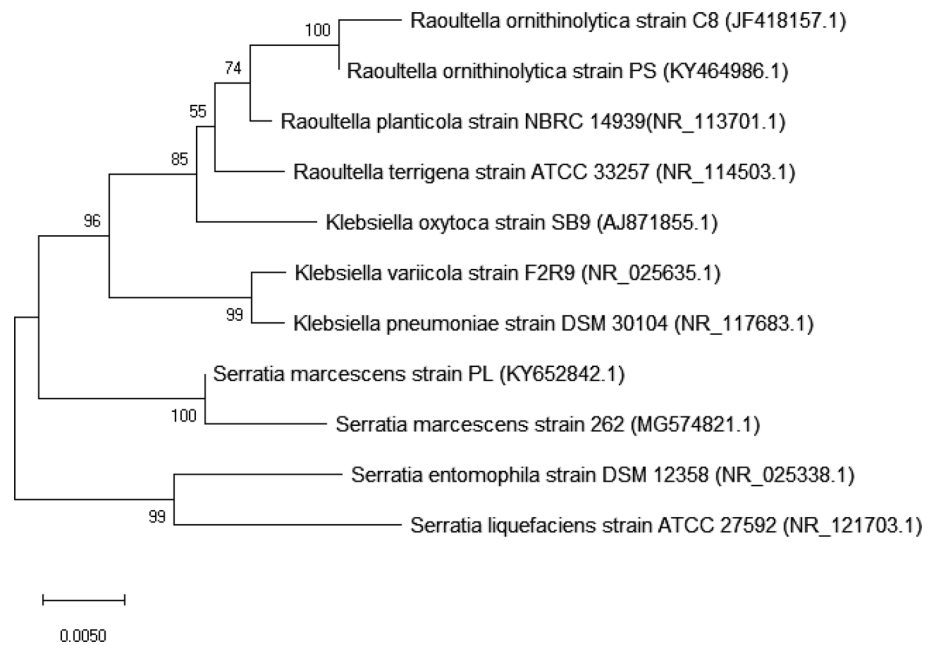 Raoultella ornithinolytica strain C8 (JF418157.1)
100
Raoultella ornithinolytica strain PS (KY464986.1)
74
Raoultella planticola strain NBRC 14939(NR_113701.1)
55
85
Raoultella terrigena strain ATCC 33257 (NR_114503.1)
96
Klebsiella oxytoca strain SB9 (AJ871855.1)
Klebsiella variicola strain F2R9 (NR_025635.1)
99
Klebsiella pneumoniae strain DSM 30104 (NR_117683.1)
Serratia marcescens strain PL (KY652842.1)
100
Serratia marcescens strain 262 (MG574821.1)
Serratia entomophila strain DSM 12358 (NR_025338.1)
99
Serratia liquefaciens strain ATCC 27592 (NR_121703.1)
0.0050